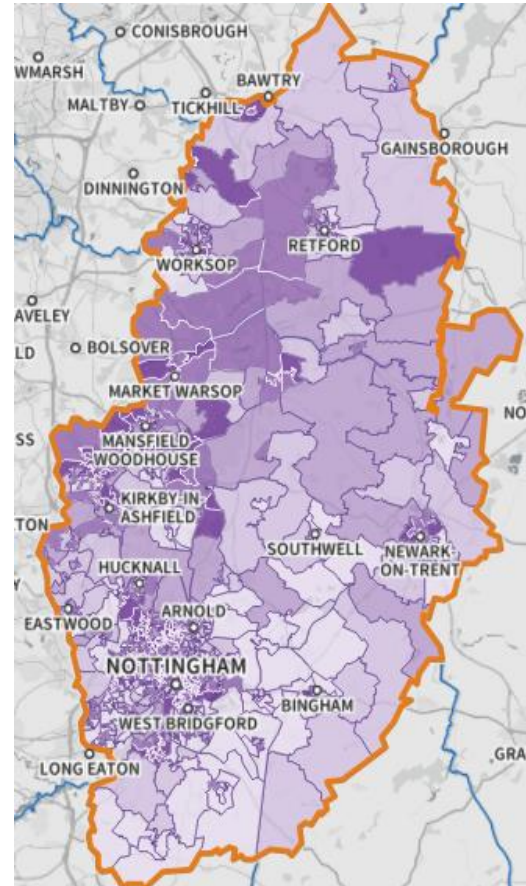 CONISBROUGH
WMARSH
BAWTRY
MALTBY
TICKHILL
GAINSBOROUGH
DINNINGTON
RETFORD
WORKSOP
AVELEY
LD
BOLSOVER
MARKET WARSOP
NO
SS
MANSFIELD
WOODHOUSE
KIRKBY-IN-
ASHFIELD
TON
SOUTHWELL
NEWARK-
ON-TRENT
HUCKNALL
Y
EASTWOOD
ARNOLD
NOTTINGHAM
WEST BRIDGFORD
BINGHAM
LONG EATON
GRA